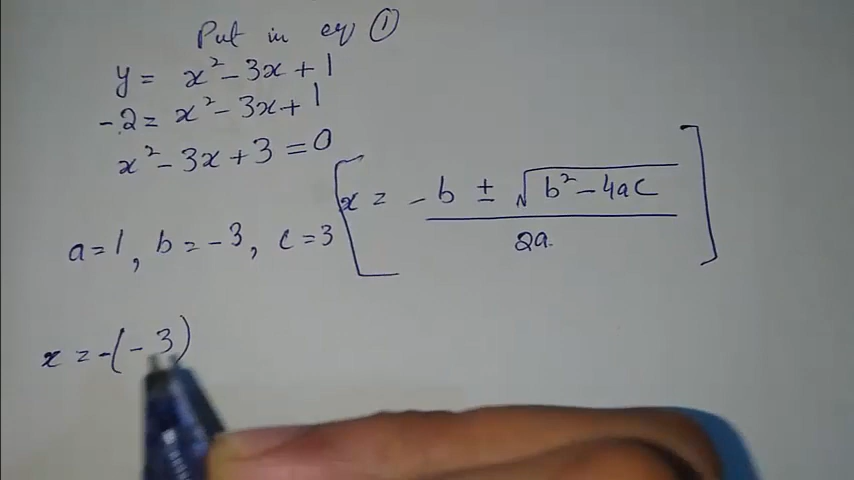 Put in eq ①
y = x² - 3x + 1
-2 = x² - 3x + 1
x² - 3x + 3 = 0
a = 1, b = -3, c = 3
[x = -b ± √(b² - 4ac) / 2a]
x = -(-3)